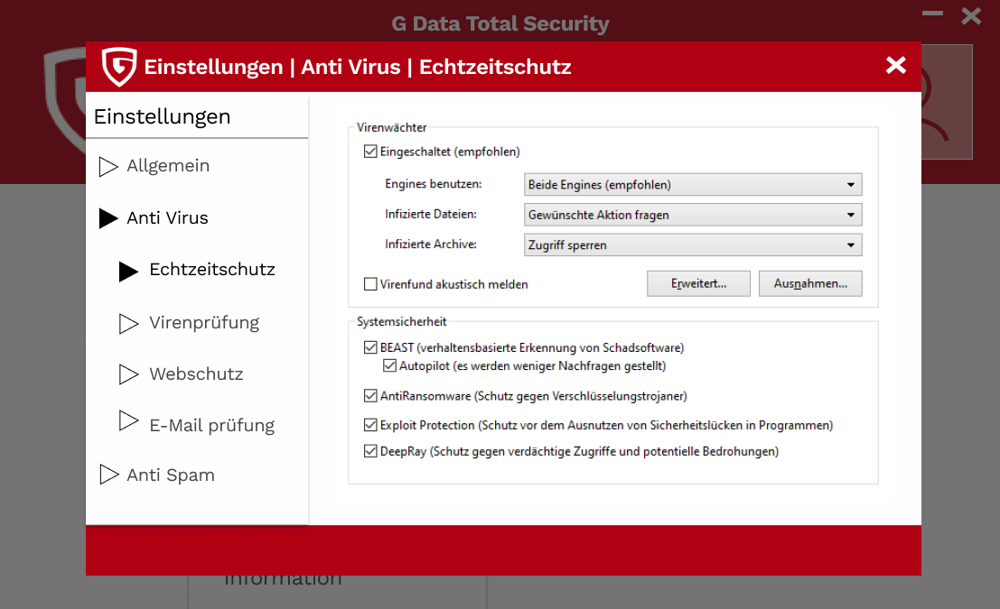 G Data Total Security
Einstellungen | Anti Virus | Echtzeitschutz
Einstellungen
Allgemein
Anti Virus
Echtzeitschutz
Virenprüfung
Webschutz
E-Mail prüfung
Anti Spam
Virenwächter
Eingeschaltet (empfohlen)
Engines benutzen: Beide Engines (empfohlen)
Infizierte Dateien: Gewünschte Aktion fragen
Infizierte Archive: Zugriff sperren
Virenfund akustisch melden Erweitert... Ausnahmen...
Systemsicherheit
BEAST (verhaltensbasierte Erkennung von Schadsoftware)
Autopilot (es werden weniger Nachfragen gestellt)
AntiRansomware (Schutz gegen Verschlüsselungstrojaner)
Exploit Protection (Schutz vor dem Ausnutzen von Sicherheitslücken in Programmen)
DeepRay (Schutz gegen verdächtige Zugriffe und potentielle Bedrohungen)
Information